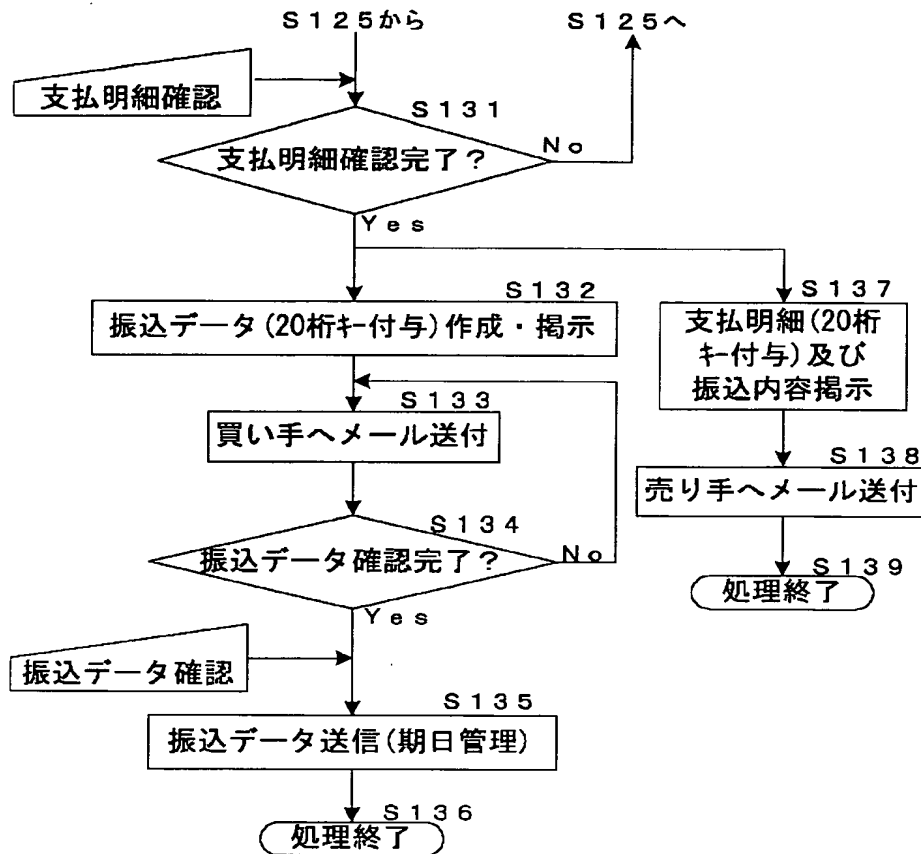 S125から
S125へ
支払明細確認
S131
支払明細確認完了?
No
Yes
S132
振込データ(20桁キー付与)作成・掲示
S137
支払明細(20桁
キー付与)及び
振込内容掲示
S133
買い手へメール送付
S138
売り手へメール送付
S134
振込データ確認完了?
No
S139
処理終了
Yes
振込データ確認
S135
振込データ送信(期日管理)
S136
処理終了